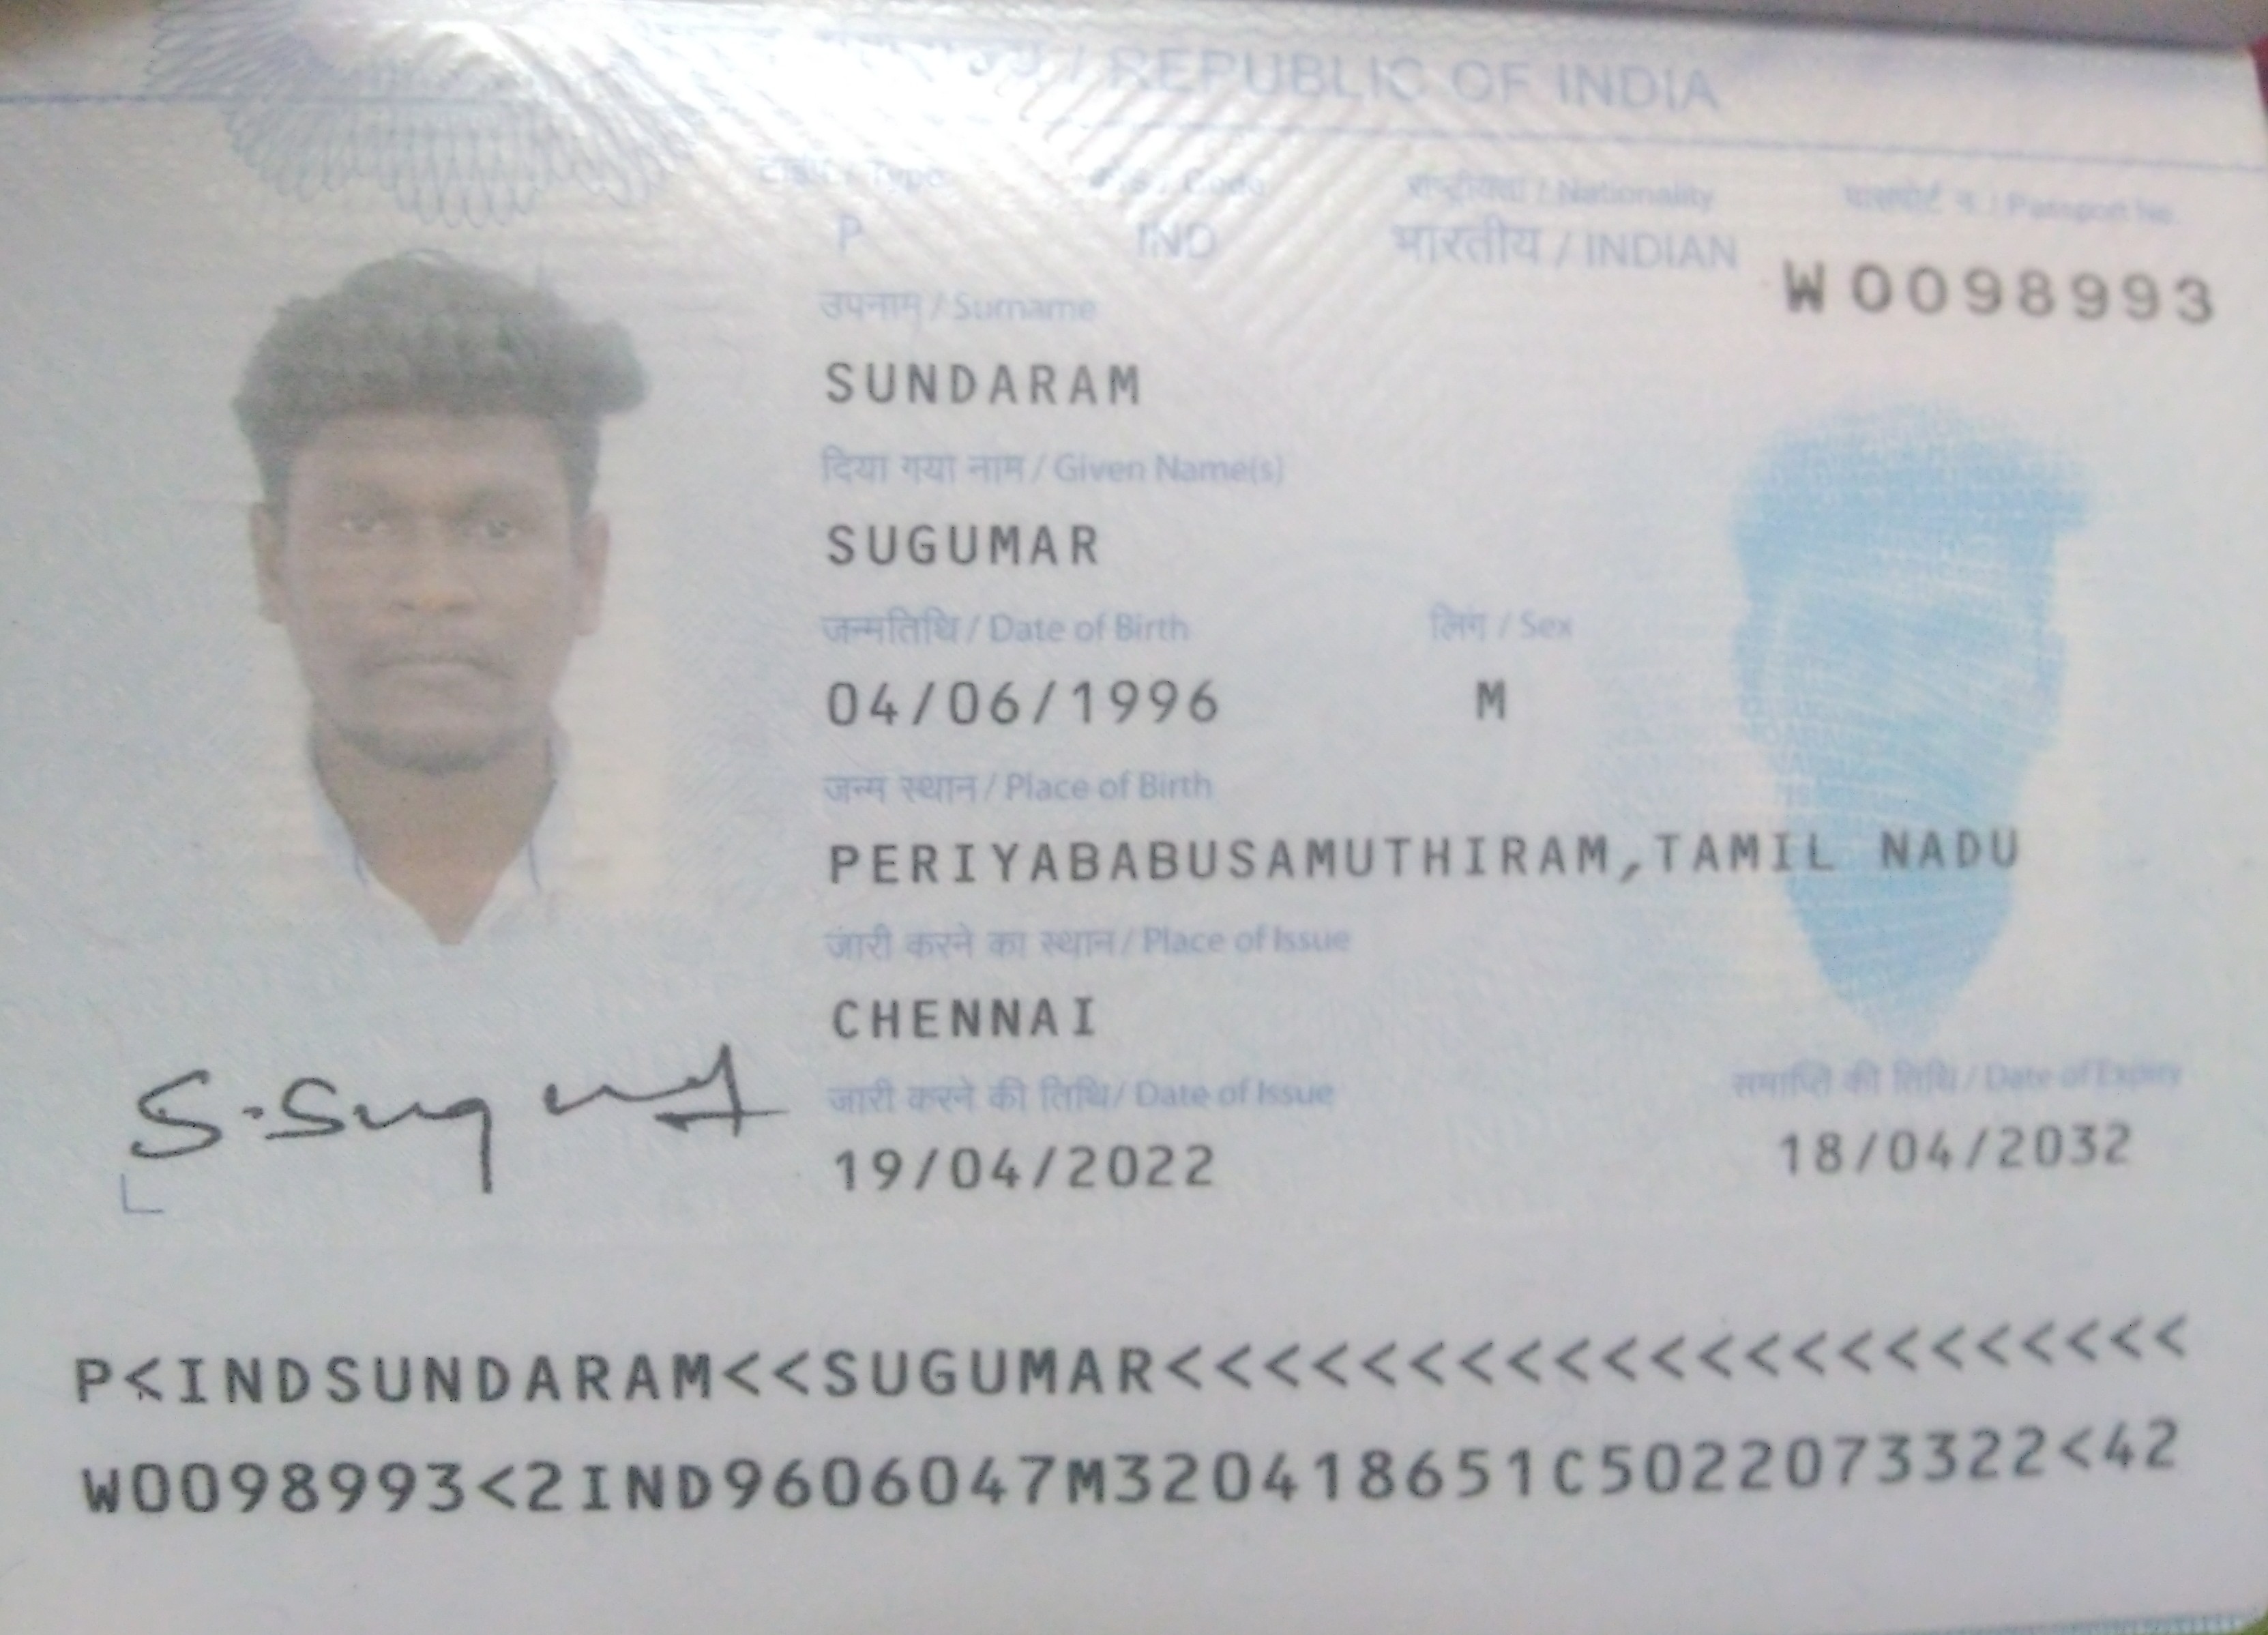 / REPUBLIC OF INDIA
टाईप / Type
/ Code
राष्ट्रीयता / Nationality
पासपोर्ट न. / Passport No.
P
IND
भारतीय / INDIAN
W0098993
उपनाम / Surname
SUNDARAM
दिया गया नाम / Given Name(s)
SUGUMAR
जन्मतिथि / Date of Birth
लिंग / Sex
04/06/1996
M
जन्म स्थान / Place of Birth
PERIYABABUSAMUTHIRAM,TAMIL NADU
जारी करने का स्थान / Place of Issue
CHENNAI
S.Sugumar
जारी करने की तिथि / Date of Issue
समाप्ति की तिथि / Date of Expiry
19/04/2022
18/04/2032
P<INDSUNDARAM<<SUGUMAR<<<<<<<<<<<<<<<<<<<<<<
W0098993<2IND9606047M320418651C5022073322<42